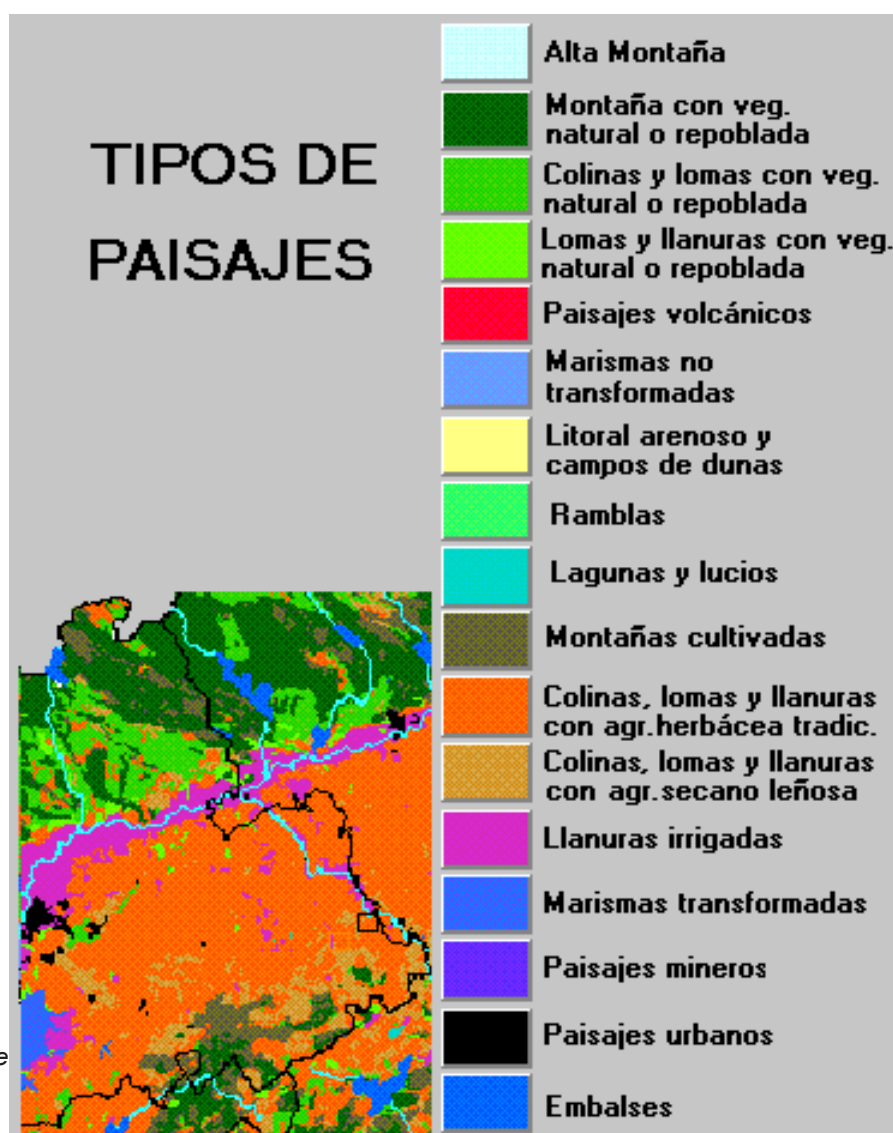 TIPOS DE
PAISAJES
Alta Montaña
Montaña con veg.
natural o repoblada
Colinas y lomas con veg.
natural o repoblada
Lomas y llanuras con veg.
natural o repoblada
Paisajes volcánicos
Marismas no
transformadas
Litoral arenoso y
campos de dunas
Ramblas
Lagunas y lucios
Montañas cultivadas
Colinas, lomas y llanuras
con agr.herbácea tradic.
Colinas, lomas y llanuras
con agr.secano leñosa
Llanuras irrigadas
Marismas transformadas
Paisajes mineros
Paisajes urbanos
Embalses
e